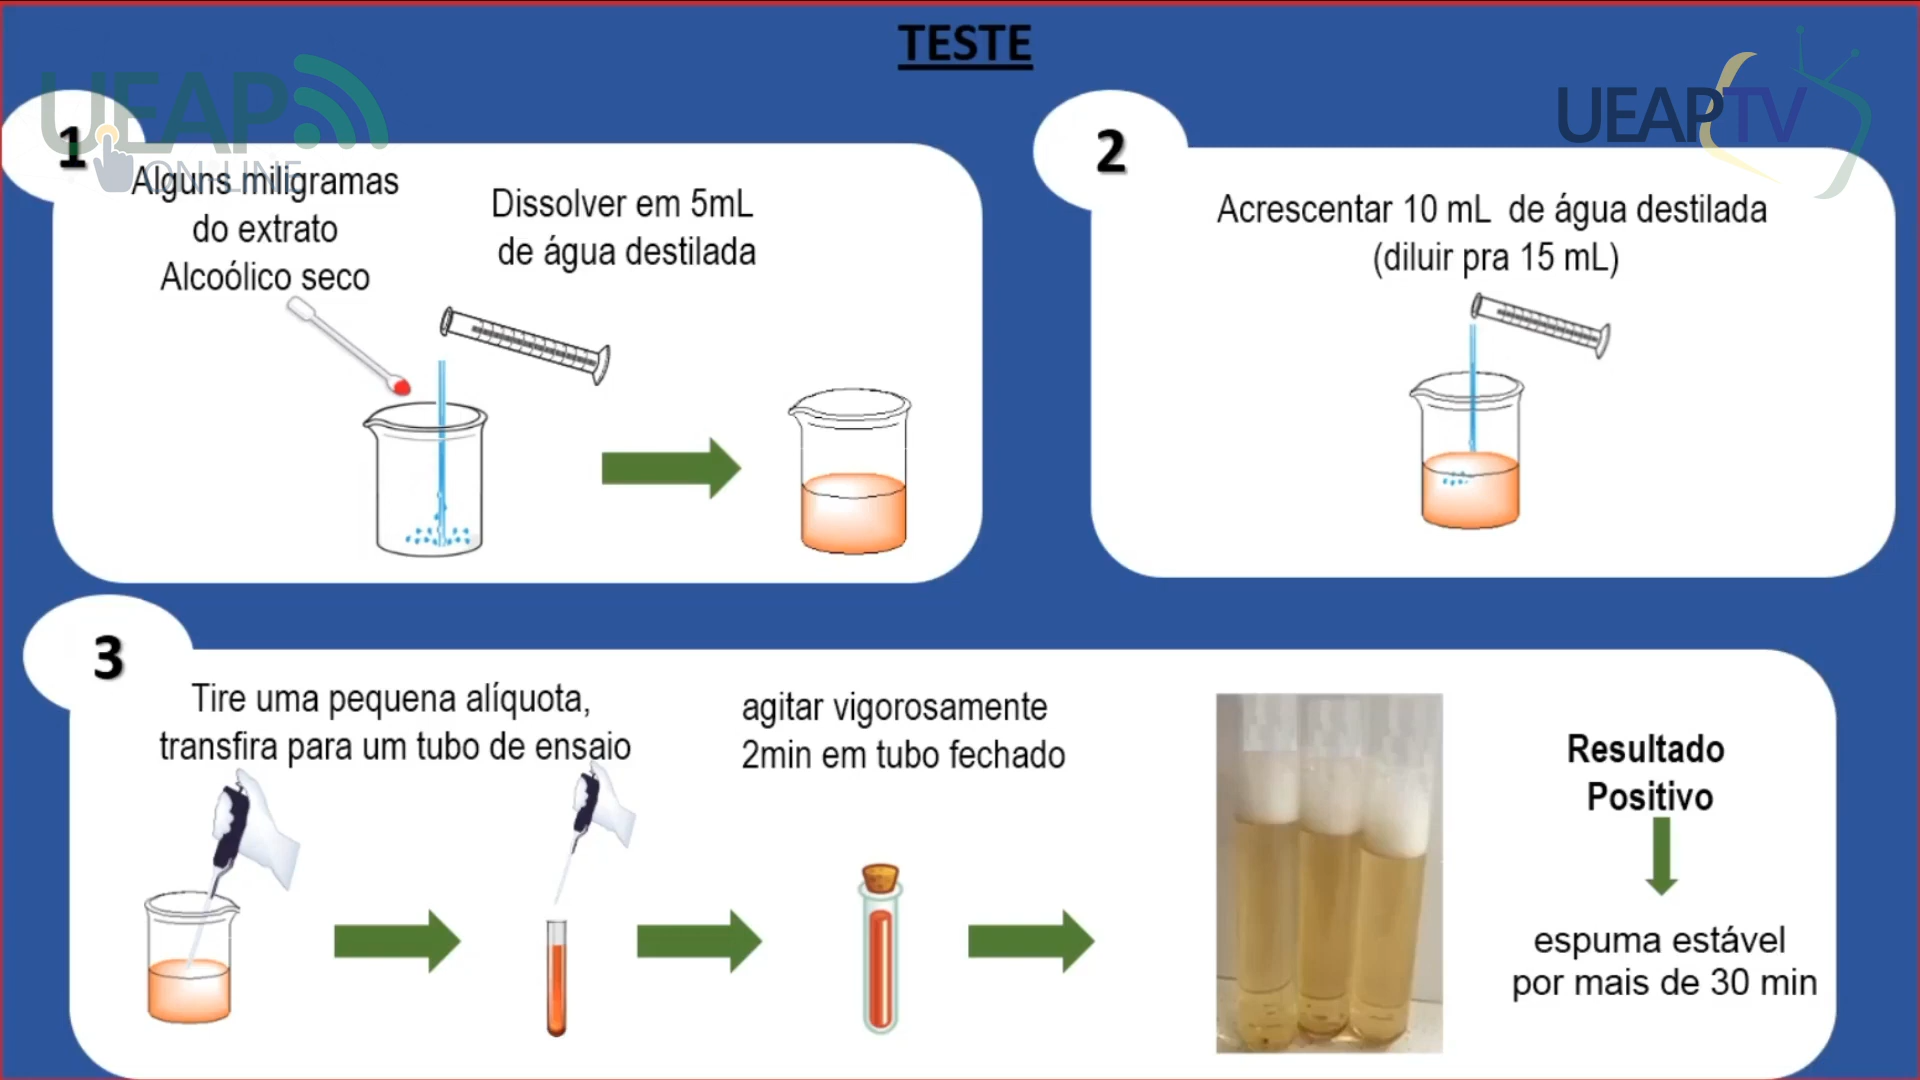 TESTE
UEAP
ON-LINE
UEAPTV
1
Alguns miligramas
do extrato
Alcoólico seco
Dissolver em 5mL
de água destilada
2
Acrescentar 10 mL de água destilada
(diluir pra 15 mL)
3
Tire uma pequena alíquota,
transfira para um tubo de ensaio
agitar vigorosamente
2min em tubo fechado
Resultado
Positivo
espuma estável
por mais de 30 min